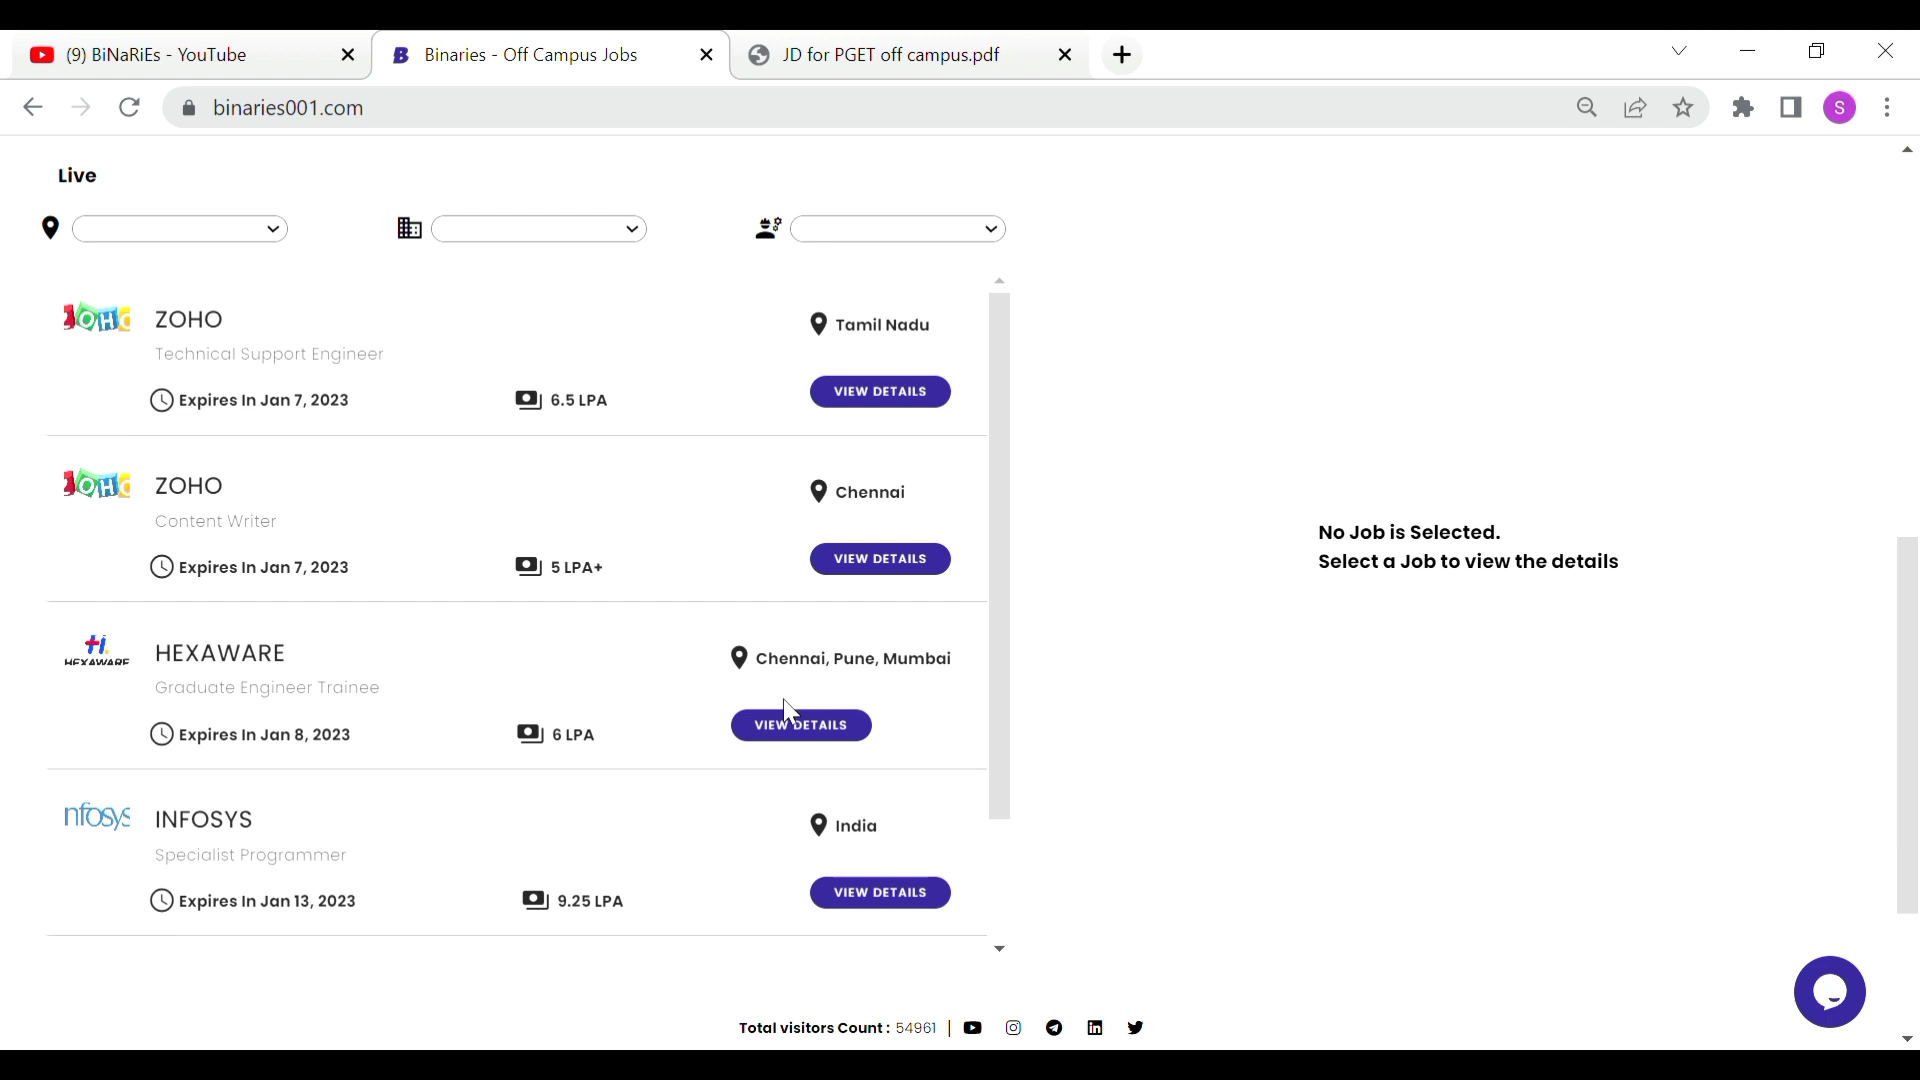 (9) BiNaRiEs - YouTube
Binaries - Off Campus Jobs
JD for PGET off campus.pdf
binaries001.com
S
Live
ZOHO
Tamil Nadu
Technical Support Engineer
Expires In Jan 7, 2023
6.5 LPA
VIEW DETAILS
ZOHO
Chennai
Content Writer
Expires In Jan 7, 2023
5 LPA+
VIEW DETAILS
No Job is Selected.
Select a Job to view the details
HEXAWARE
HEXAWARE
Chennai, Pune, Mumbai
Graduate Engineer Trainee
Expires In Jan 8, 2023
6 LPA
VIEW DETAILS
nfosys
INFOSYS
India
Specialist Programmer
Expires In Jan 13, 2023
9.25 LPA
VIEW DETAILS
Total visitors Count : 54961